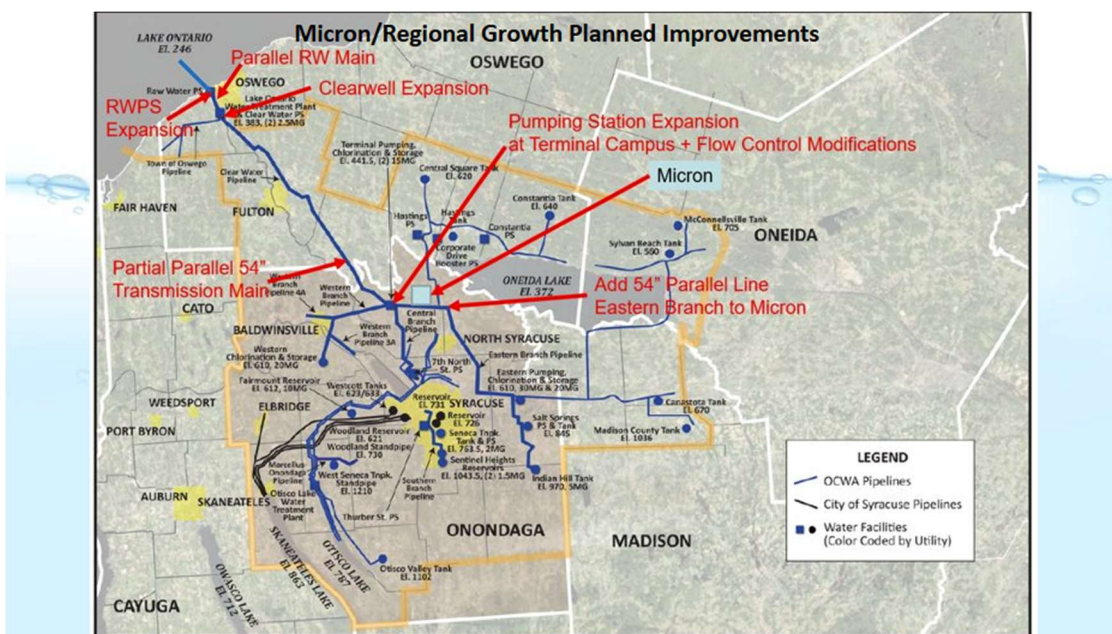 Micron/Regional Growth Planned Improvements
LAKE ONTARIO
El. 246
OSWEGO
Parallel RW Main
OSWEGO
Raw Water PS
Clearwell Expansion
Lake Ontario
Water Treatment Plant
& Clear Water PS
El. 383, (2) 2.5MG
RWPS
Expansion
Pumping Station Expansion
at Terminal Campus + Flow Control Modifications
Terminal Pumping,
Chlorination & Storage
El. 441.5, (2) 15MG
Town of Oswego
Pipeline
Clear Water
Pipeline
Central Square Tank
El. 620
Micron
Constantia Tank
El. 640
FAIR HAVEN
FULTON
Hastings
PS
Hastings
Tank
Constantia
PS
McConnellsville Tank
El. 705
ONEIDA
Corporate
Drive
Booster PS
Sylvan Beach Tank
El. 560
Partial Parallel 54"
Transmission Main
ONEIDA LAKE
El. 372
Add 54" Parallel Line
Eastern Branch to Micron
Western
Branch
Pipeline 4A
Western
Branch
Pipeline
CATO
Central
Branch
Pipeline
BALDWINSVILLE
Western
Branch
Pipeline 3A
NORTH SYRACUSE
Western
Chlorination & Storage
El. 610, 20MG
7th North
St. PS
Eastern Branch Pipeline
Fairmount Reservoir
El. 612, 10MG
Westcott Tanks
El. 623/633
Eastern Pumping,
Chlorination & Storage
El. 610, 30MG & 20MG
WEEDSPORT
ELBRIDGE
Reservoir
El. 731
SYRACUSE
Reservoir
El. 726
Canastota Tank
El. 670
PORT BYRON
Woodland Reservoir
El. 621
Woodland Standpipe
El. 730
Seneca Tnpk.
Tank & PS
El. 763.5, 2MG
Salt Springs
PS & Tank
El. 845
Madison County Tank
El. 1036
Sentinel Heights
Reservoirs
El. 1043.5, (2) 1.5MG
Marcellus
Onondaga
Pipeline
West Seneca Tnpk.
Standpipe
El. 1210
Southern
Branch
Pipeline
Indian Hill Tank
El. 970, 5MG
AUBURN
SKANEATELES
Otisco Lake
Water
Treatment
Plant
Thurber St. PS
ONONDAGA
MADISON
Otisco Valley Tank
El. 1102
OTISCO LAKE
El. 787
SKANEATELES LAKE
El. 863
OWASCO LAKE
El. 712
CAYUGA
LEGEND
OCWA Pipelines
City of Syracuse Pipelines
Water Facilities
(Color Coded by Utility)